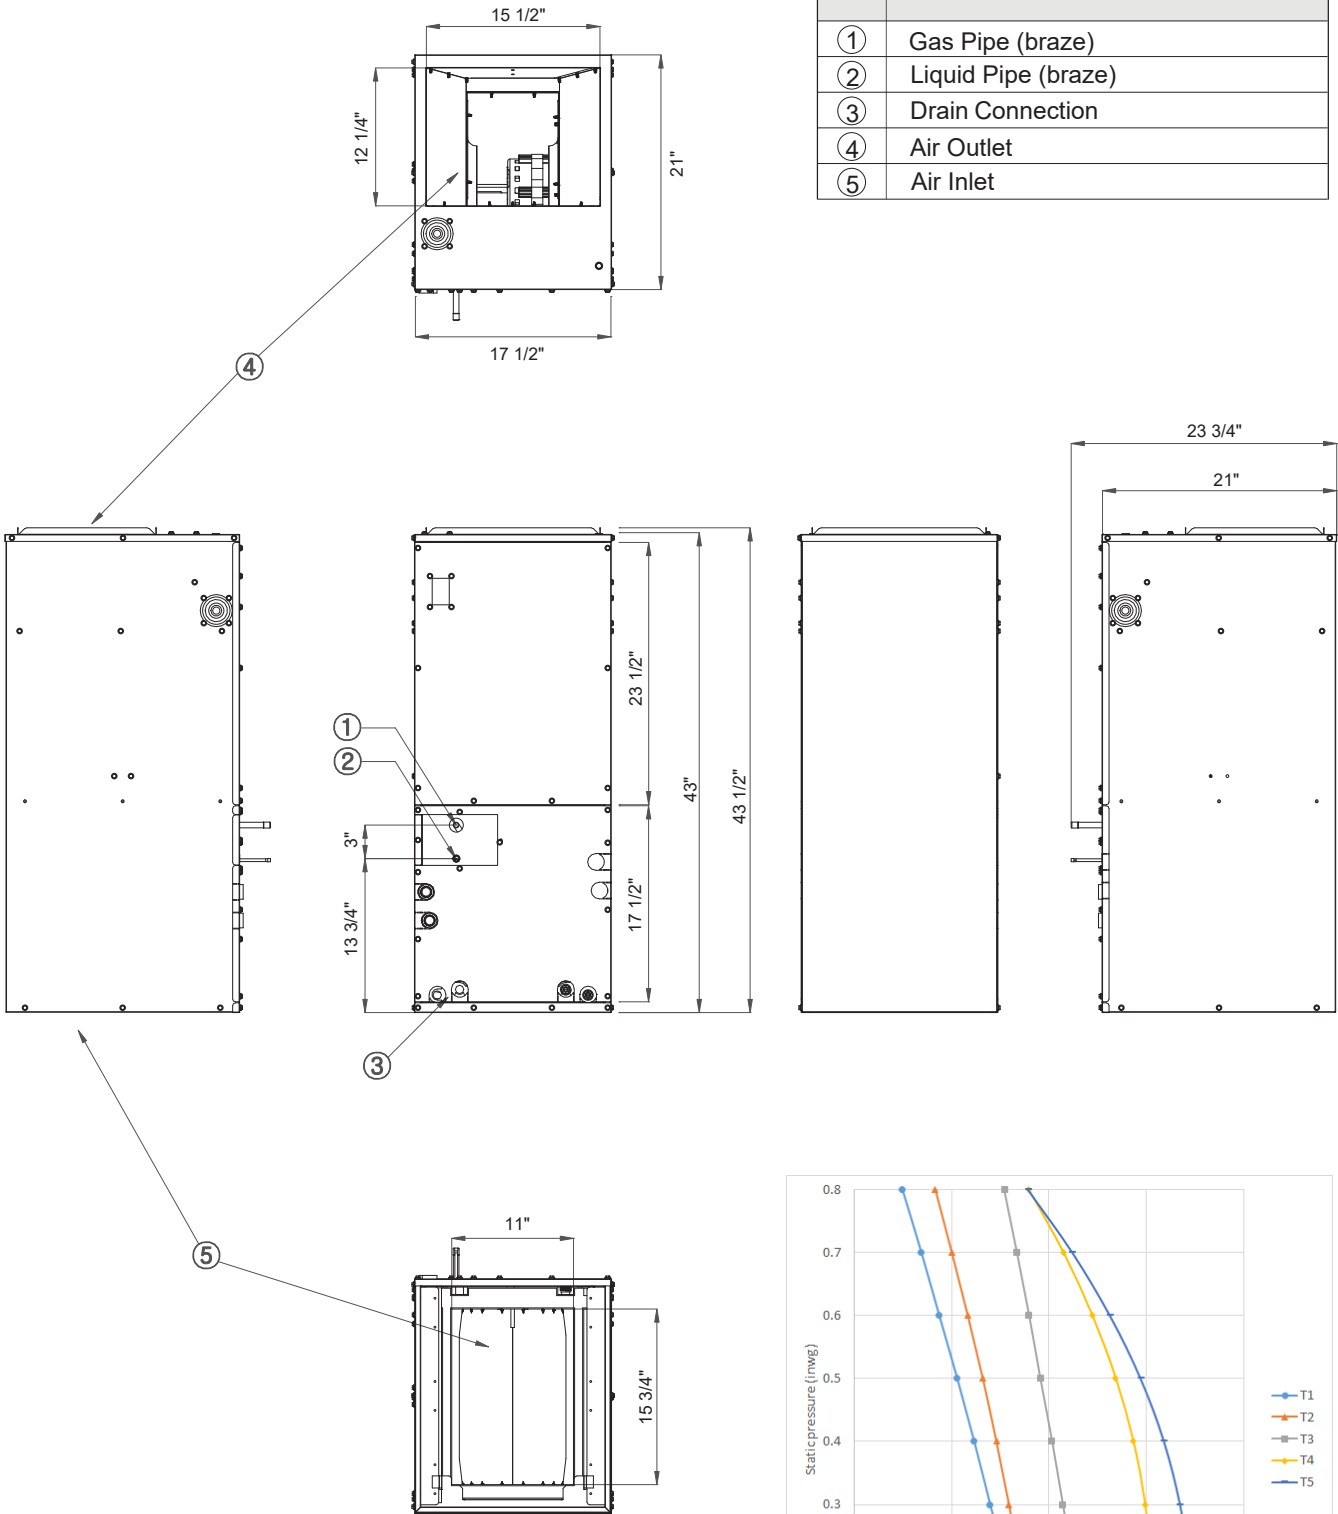 15 1/2"
12 1/4"
21"
17 1/2"
① Gas Pipe (braze)
② Liquid Pipe (braze)
③ Drain Connection
④ Air Outlet
⑤ Air Inlet
④
23 3/4"
21"
①
②
③
3"
13 3/4"
23 1/2"
17 1/2"
43"
43 1/2"
⑤
11"
15 3/4"
0.8
0.7
0.6
0.5
0.4
0.3
Static pressure (inwg)
T1
T2
T3
T4
T5